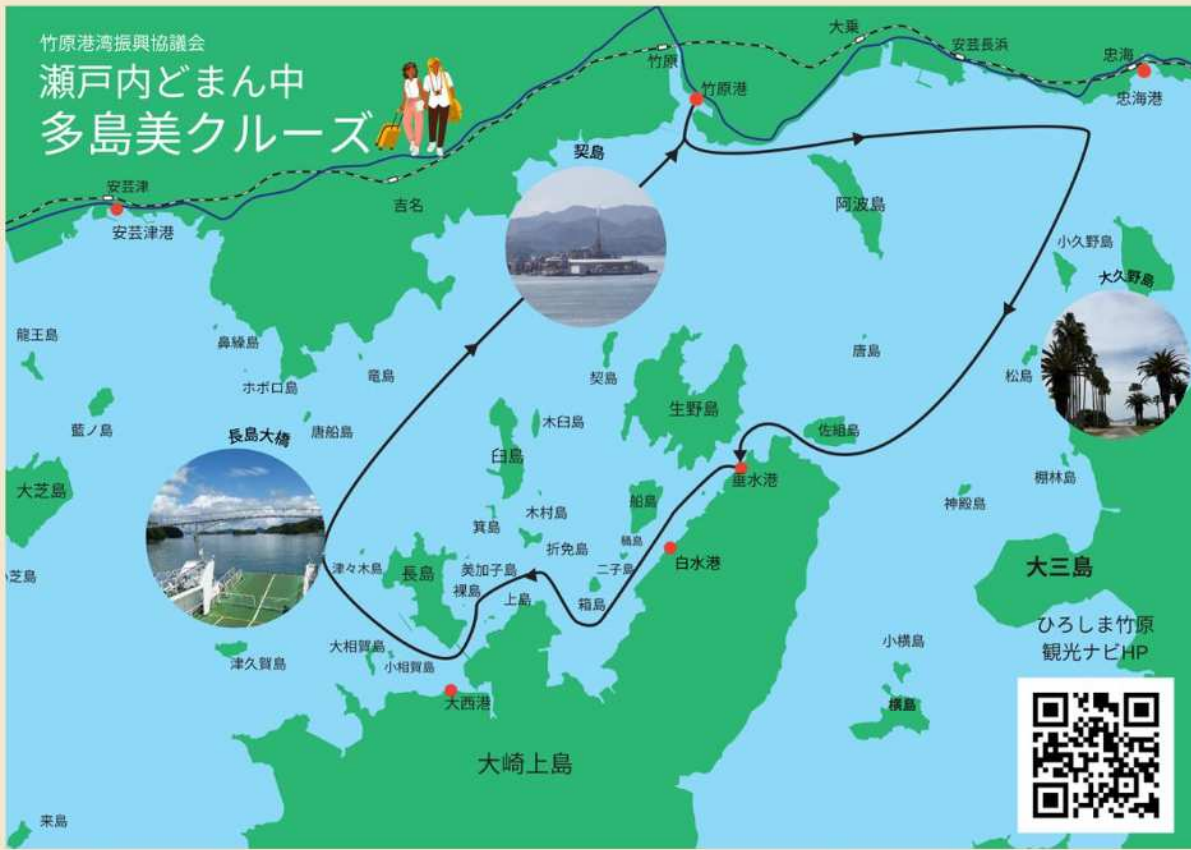 竹原港湾振興協議会
瀬戸内どまん中
多島美クルーズ
大乗
安芸長浜
忠海
竹原
竹原港
忠海港
契島
安芸津
吉名
安芸津港
阿波島
小久野島
大久野島
龍王島
鼻繰島
ホボロ島
竜島
契島
唐島
松島
藍ノ島
唐船島
長島大橋
木臼島
生野島
佐組島
臼島
大芝島
垂水港
棚林島
神殿島
船島
木村島
箕島
折免島
鍋島
白水港
小芝島
津々木島
長島
美加子島
二子島
大三島
裸島
上島
箱島
ひろしま竹原
観光ナビHP
大相賀島
小相賀島
津久賀島
小横島
大西港
横島
大崎上島
来島